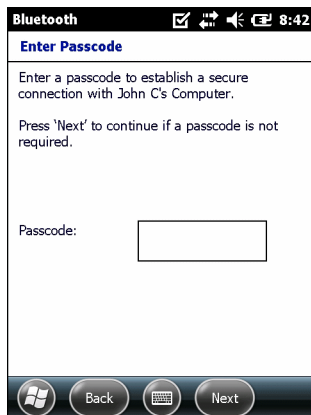 Bluetooth 8:42
Enter Passcode
Enter a passcode to establish a secure
connection with John C's Computer.
Press `Next' to continue if a passcode is not
required.
Passcode:
Back Next